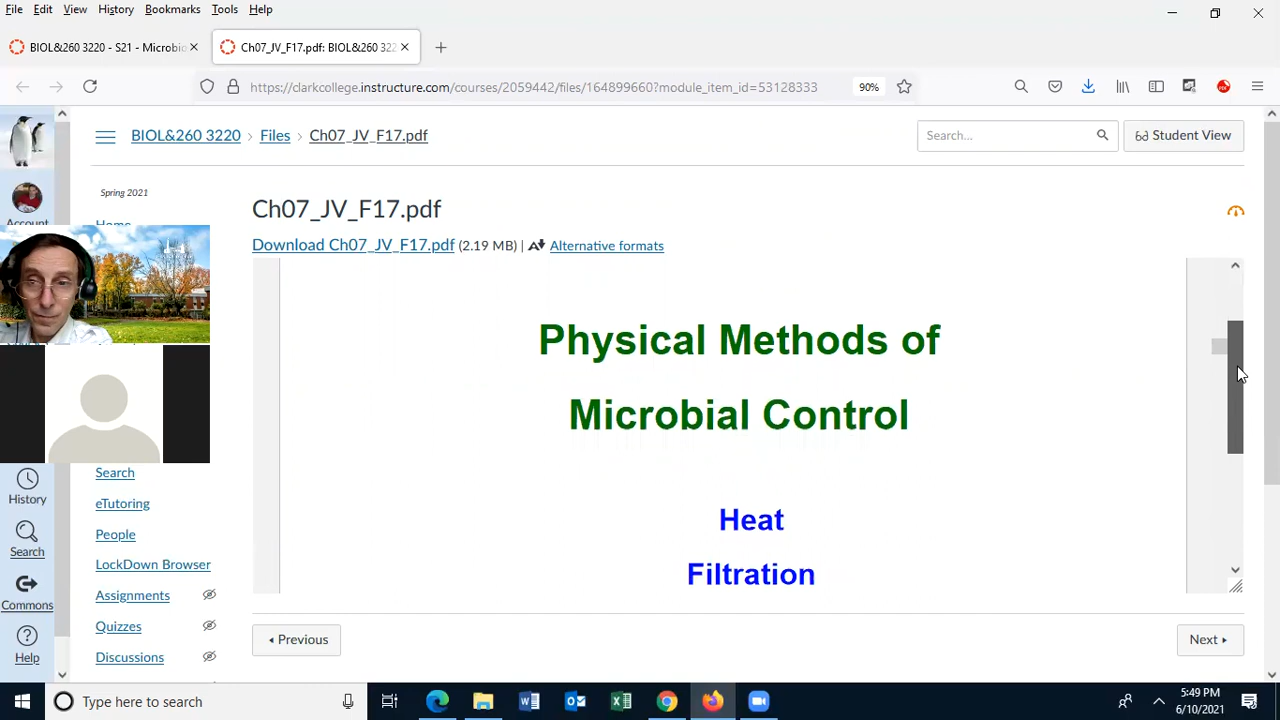 File Edit View History Bookmarks Tools Help
BIOL&260 3220 - S21 - Microbio
Ch07_JV_F17.pdf: BIOL&260 322
https://clarkcollege.instructure.com/courses/2059442/files/164899660?module_item_id=53128333
90%
BIOL&260 3220 › Files › Ch07_JV_F17.pdf
Search...
Student View
Account
Spring 2021
Home
Ch07_JV_F17.pdf
Download Ch07_JV_F17.pdf (2.19 MB) | Alternative formats
Physical Methods of
Microbial Control
Heat
Filtration
History
Search
Commons
Help
Search
eTutoring
People
LockDown Browser
Assignments
Quizzes
Discussions
Previous
Next
Type here to search
5:49 PM
6/10/2021